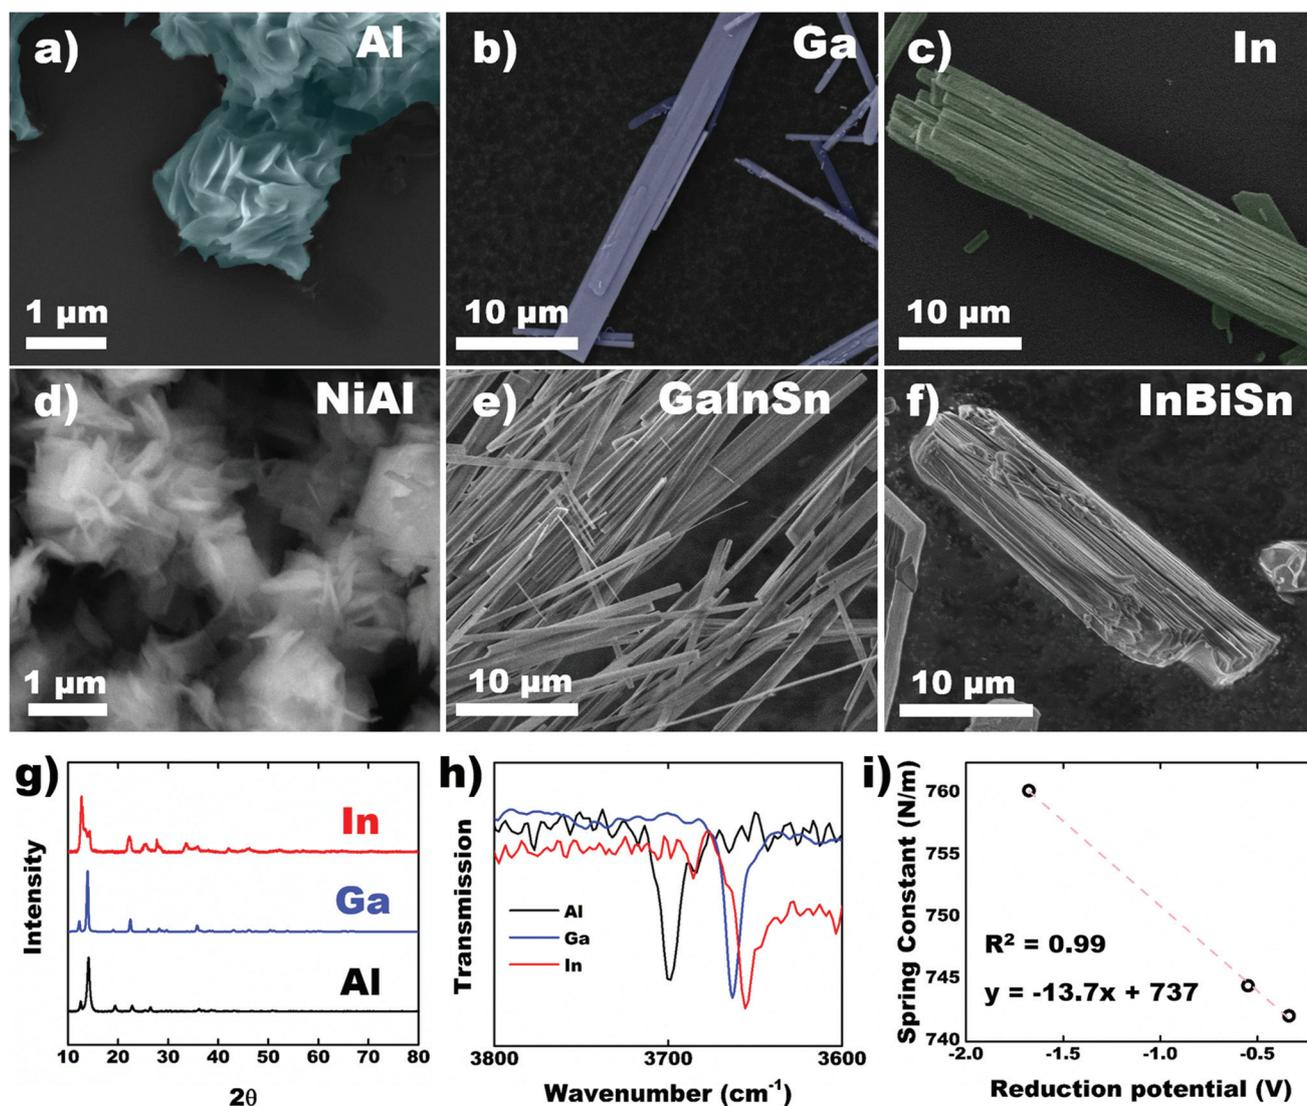 a) Al
b) Ga
c) In
1 µm
10 µm
10 µm
d) NiAl
e) GaInSn
f) InBiSn
1 µm
10 µm
10 µm
g)
Intensity
In
Ga
Al
10 20 30 40 50 60 70 80
2θ
h)
Transmission
Al
Ga
In
3800 3700 3600
Wavenumber (cm⁻¹)
i)
Spring Constant (N/m)
760
755
750
745
740
R² = 0.99
y = -13.7x + 737
-2.0 -1.5 -1.0 -0.5
Reduction potential (V)